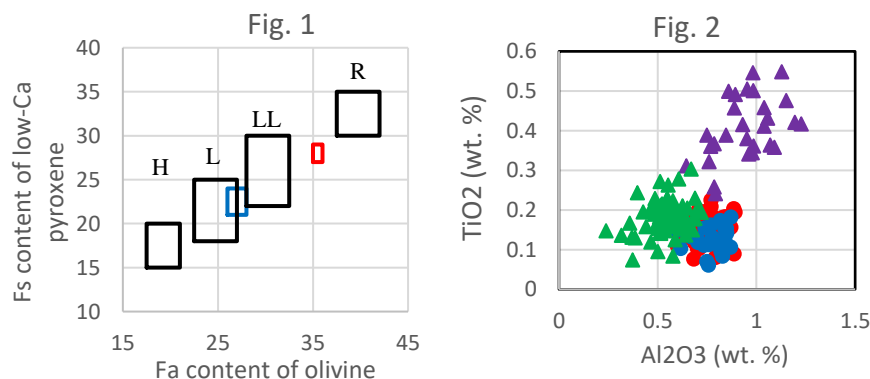 Fig. 1
Fs content of low-Ca
pyroxene
40
35
30
25
20
15
10
H
L
LL
R
15
25
35
45
Fa content of olivine
Fig. 2
TiO2 (wt. %)
0.6
0.5
0.4
0.3
0.2
0.1
0
0
0.5
1
1.5
Al2O3 (wt. %)